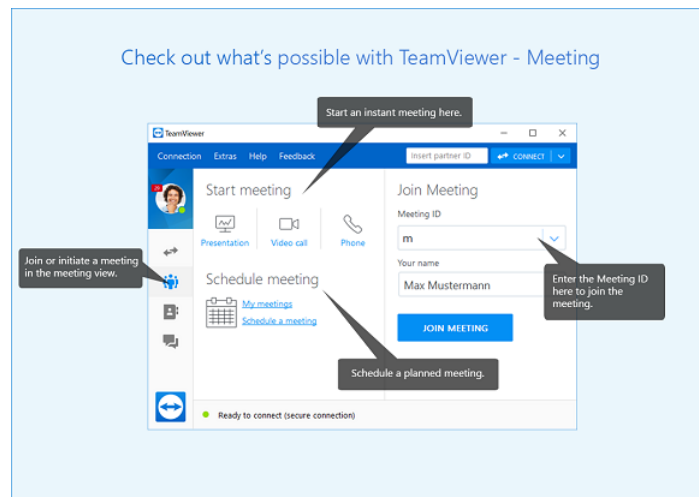 Check out what's possible with TeamViewer - Meeting
Start an instant meeting here.
TeamViewer
Connection Extras Help Feedback
Insert partner ID
CONNECT
Start meeting
Presentation
Video call
Phone
Join or initiate a meeting
in the meeting view.
Schedule meeting
My meetings
Schedule a meeting
Schedule a planned meeting.
Join Meeting
Meeting ID
m
Your name
Max Mustermann
Enter the Meeting ID
here to join the
meeting.
JOIN MEETING
Ready to connect (secure connection)